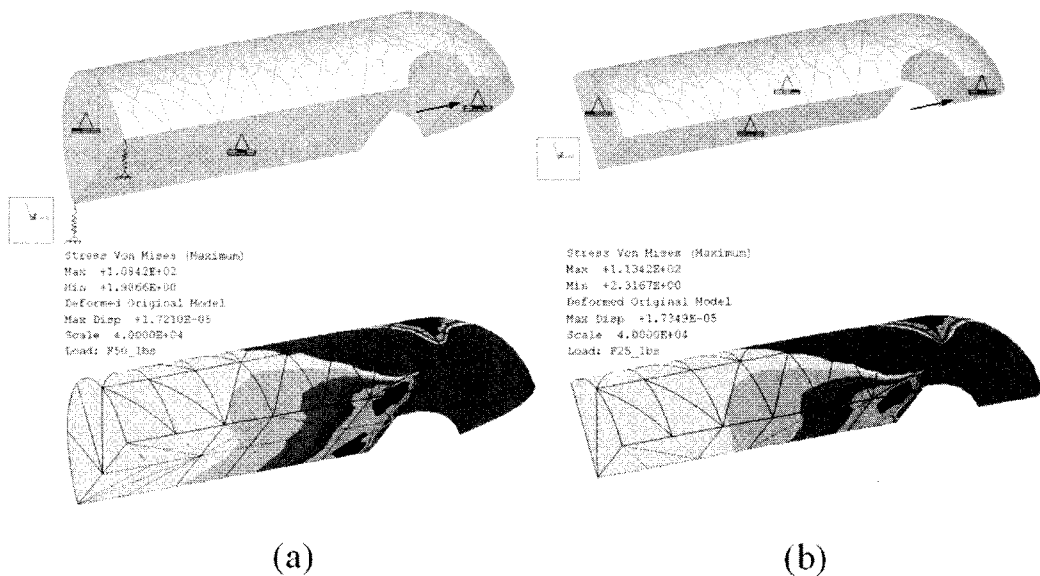 Stress Von Mises (Maximum)
Max +1.0842E+02
Min +1.9866E+00
Deformed Original Model
Max Disp +1.7210E-05
Scale 4.0000E+04
Load: F50_lbs
Stress Von Mises (Maximum)
Max +1.1342E+02
Min +2.3167E+00
Deformed Original Model
Max Disp +1.7349E-05
Scale 4.0000E+04
Load: F25_lbs
(a)
(b)